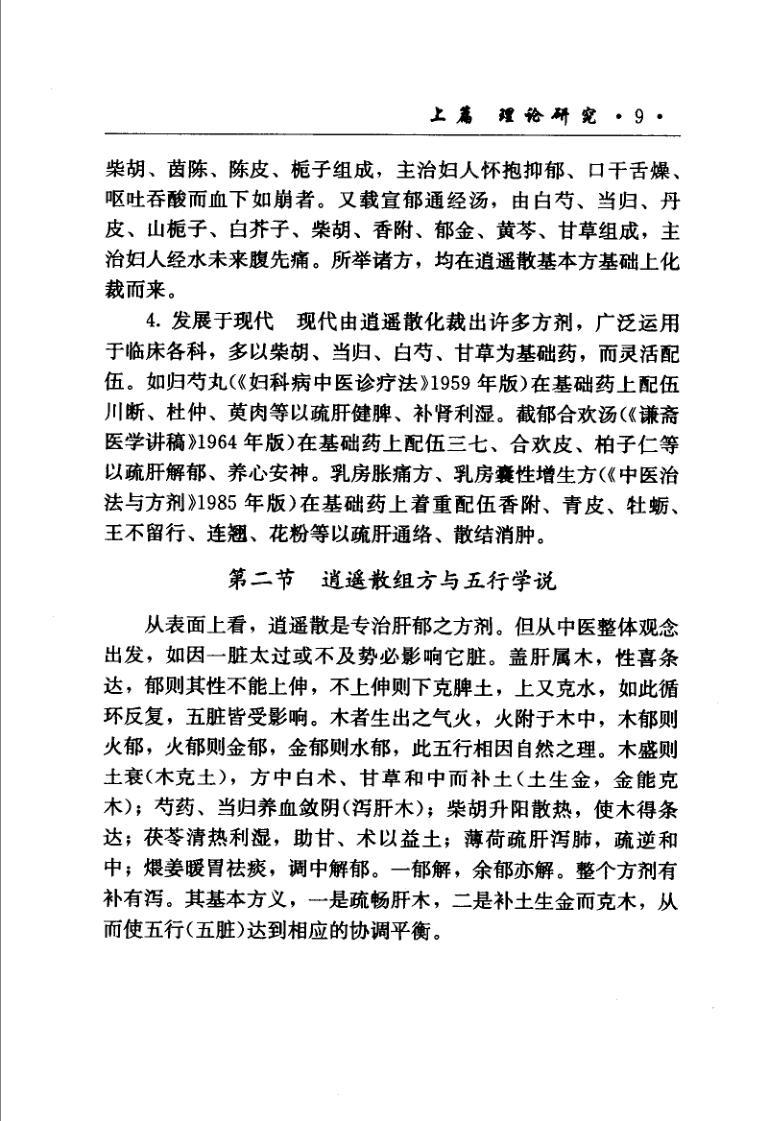 上篇 理论研究 · 9 ·
柴胡、茵陈、陈皮、栀子组成，主治妇人怀抱抑郁、口干舌燥、
呕吐吞酸而血下如崩者。又载宣郁通经汤，由白芍、当归、丹
皮、山栀子、白芥子、柴胡、香附、郁金、黄芩、甘草组成，主
治妇人经水未来腹先痛。所举诸方，均在逍遥散基本方基础上化
裁而来。
4. 发展于现代 现代由逍遥散化裁出许多方剂，广泛运用
于临床各科，多以柴胡、当归、白芍、甘草为基础药，而灵活配
伍。如归芍丸(《妇科病中医诊疗法》1959 年版)在基础药上配伍
川断、杜仲、萸肉等以疏肝健脾、补肾利湿。截郁合欢汤(《谦斋
医学讲稿》1964 年版)在基础药上配伍三七、合欢皮、柏子仁等
以疏肝解郁、养心安神。乳房胀痛方、乳房囊性增生方(《中医治
法与方剂》1985 年版)在基础药上着重配伍香附、青皮、牡蛎、
王不留行、连翘、花粉等以疏肝通络、散结消肿。
第二节 逍遥散组方与五行学说
从表面上看，逍遥散是专治肝郁之方剂。但从中医整体观念
出发，如因一脏太过或不及势必影响它脏。盖肝属木，性喜条
达，郁则其性不能上伸，不上伸则下克脾土，上又克水，如此循
环反复，五脏皆受影响。木者生出之气火，火附于木中，木郁则
火郁，火郁则金郁，金郁则水郁，此五行相因自然之理。木盛则
土衰(木克土)，方中白术、甘草和中而补土(土生金，金能克
木)；芍药、当归养血敛阴(泻肝木)；柴胡升阳散热，使木得条
达；茯苓清热利湿，助甘、术以益土；薄荷疏肝泻肺，疏逆和
中；煨姜暖胃祛痰，调中解郁。一郁解，余郁亦解。整个方剂有
补有泻。其基本方义，一是疏畅肝木，二是补土生金而克木，从
而使五行(五脏)达到相应的协调平衡。